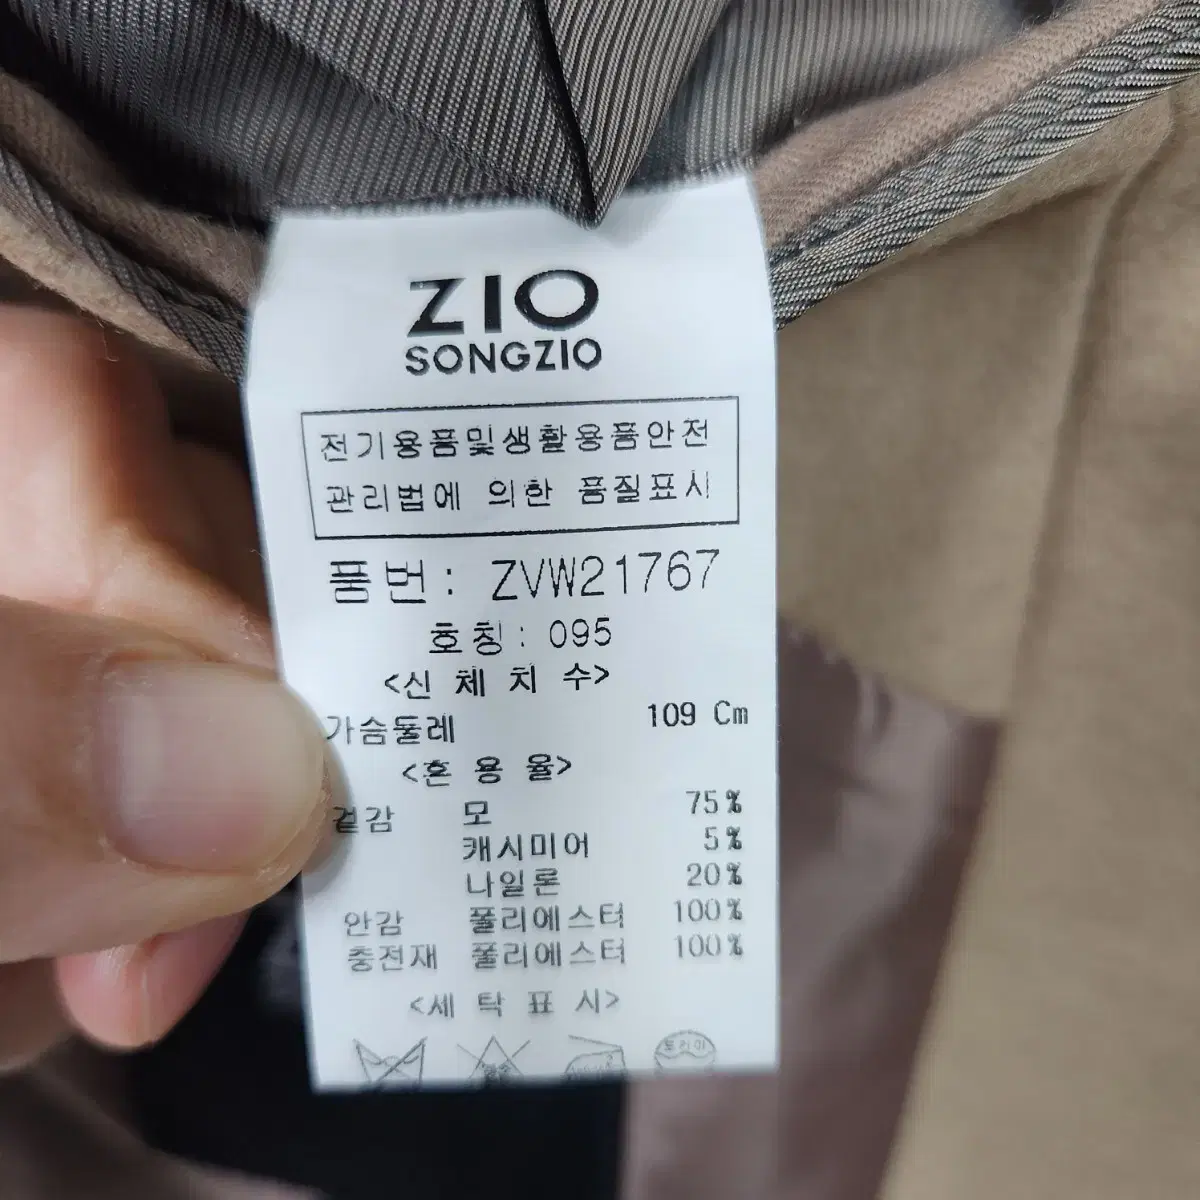 ZIO
SONGZIO
전기용품및생활용품안전
관리법에 의한 품질표시
품번: ZVW21767
호칭: 095
<신 체 치 수>
가슴둘레 109 Cm
<혼 용 율>
겉감 모 75%
캐시미어 5%
나일론 20%
안감 폴리에스터 100%
충전재 폴리에스터 100%
<세 탁 표 시>
드라이